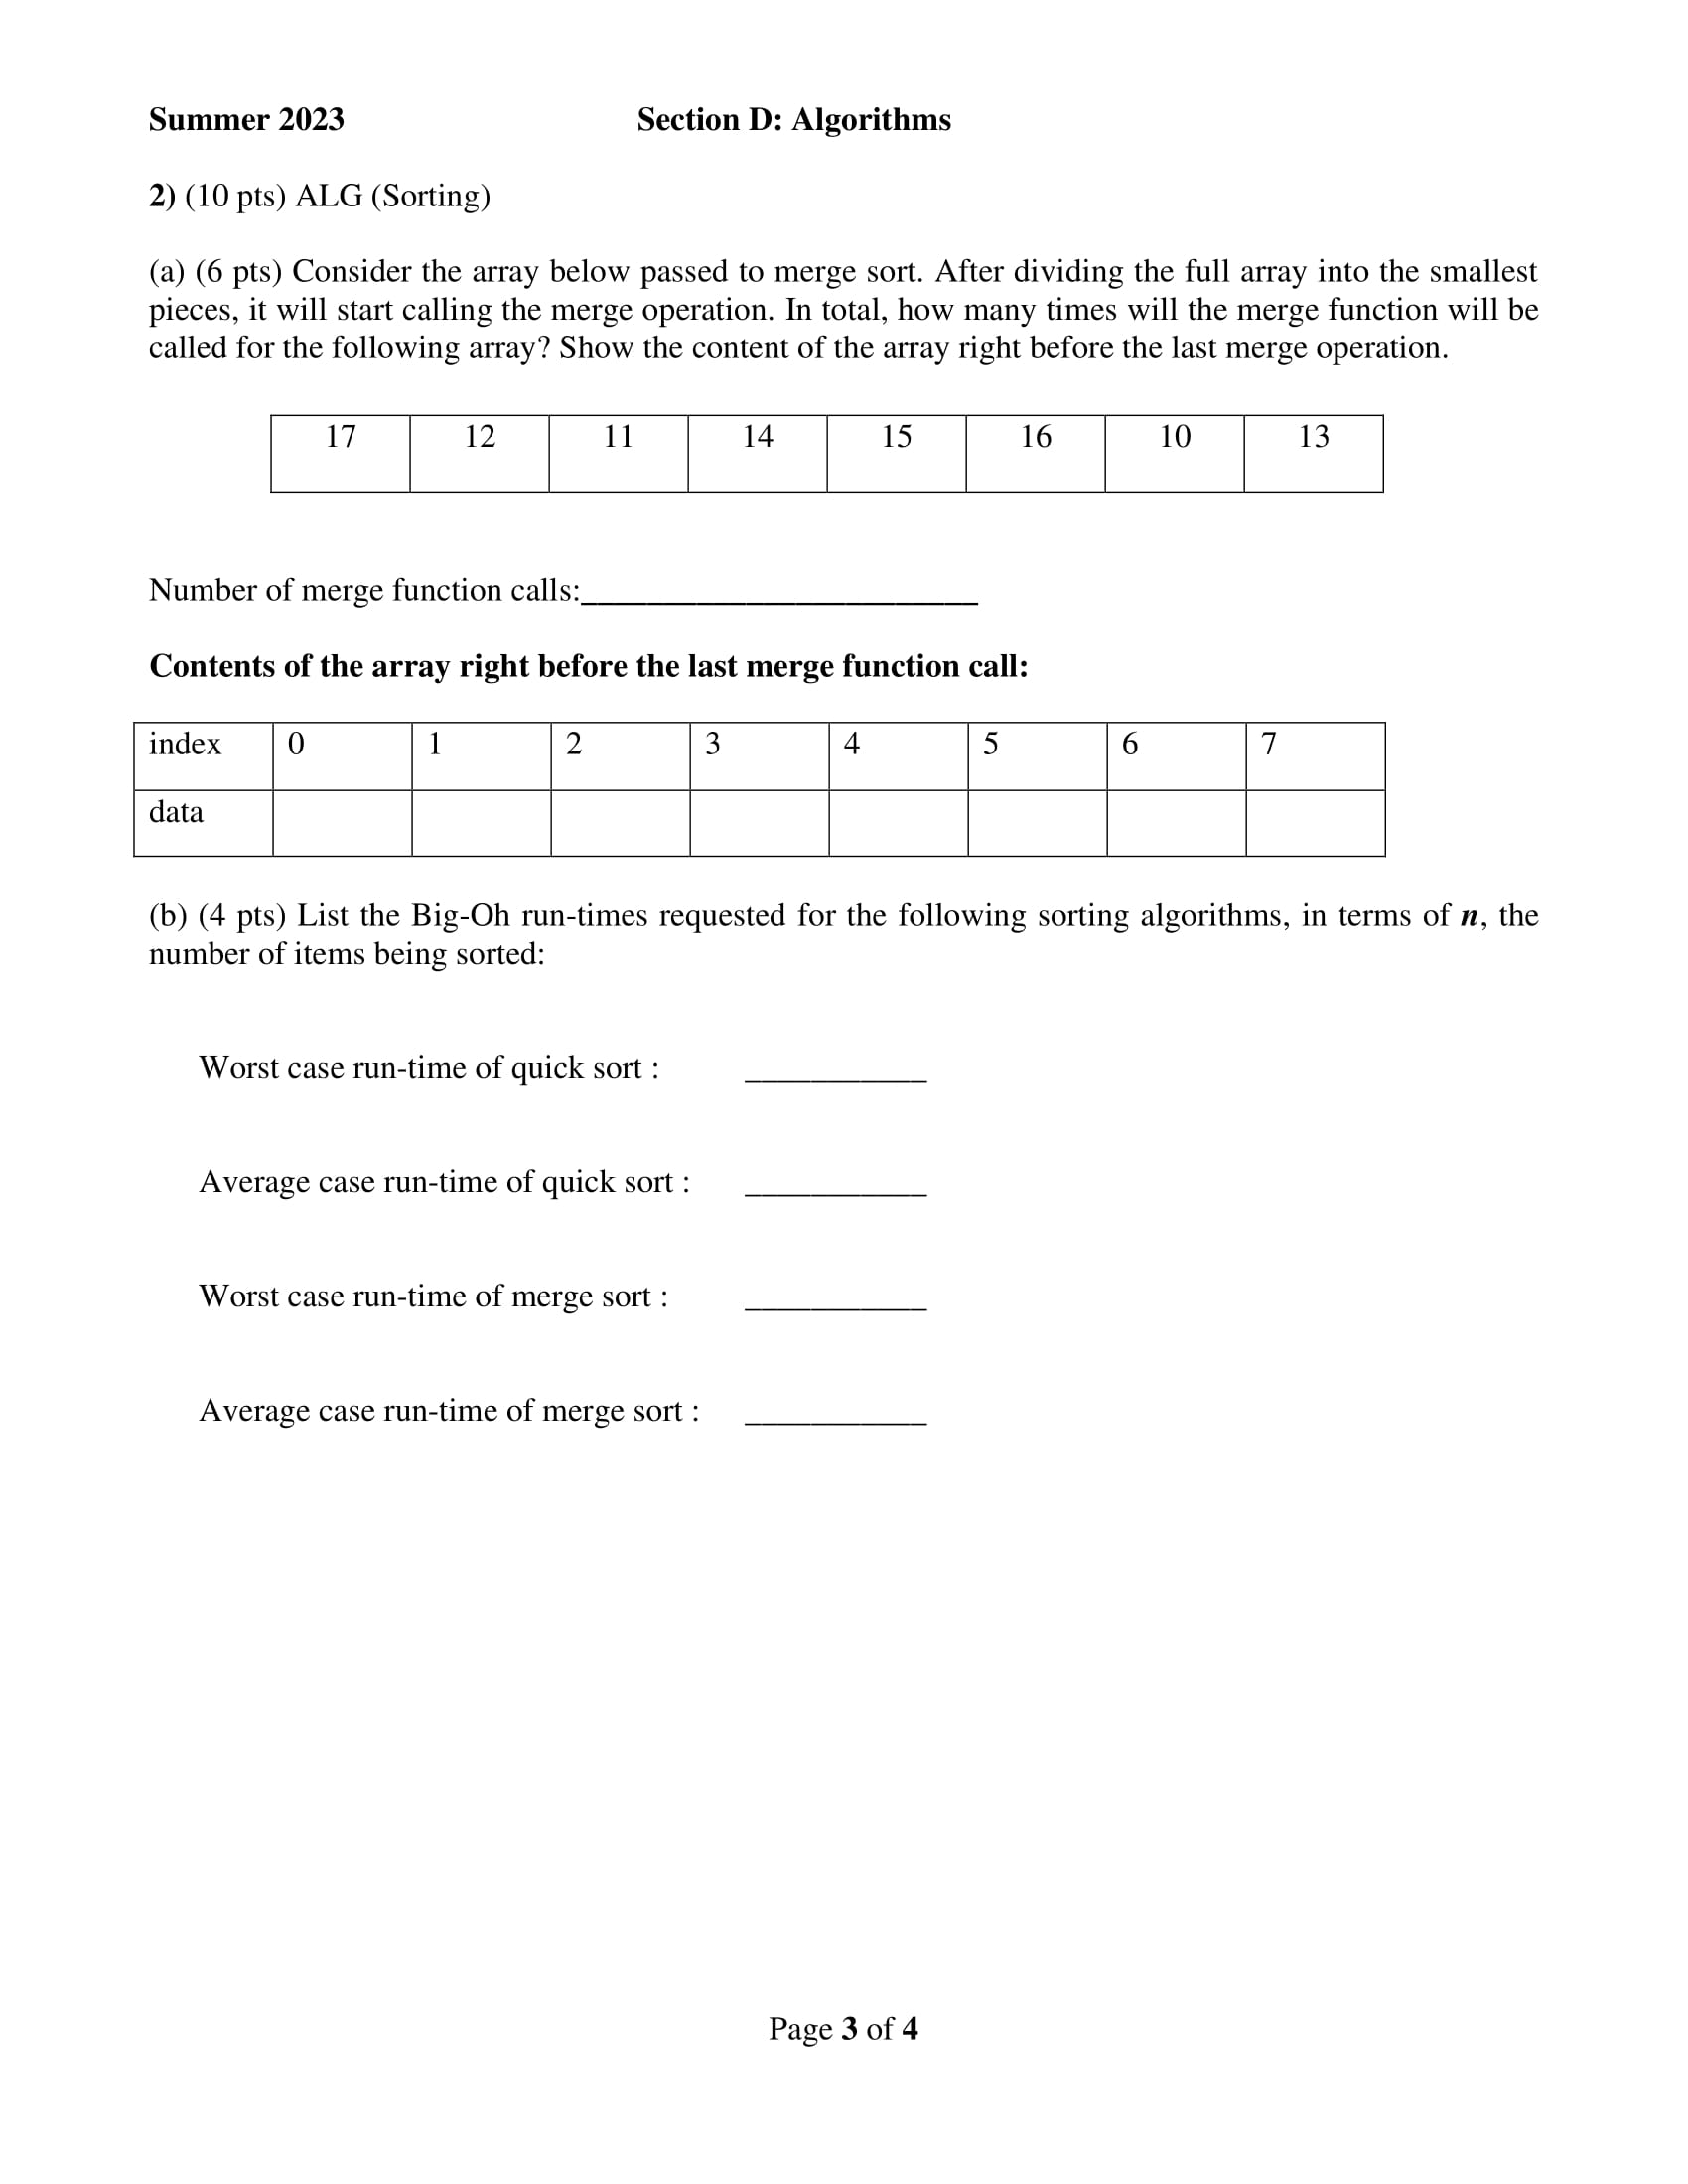 Summer 2023 Section D: Algorithms
2) (10 pts) ALG (Sorting)
(a) (6 pts) Consider the array below passed to merge sort. After dividing the full array into the smallest
pieces, it will start calling the merge operation. In total, how many times will the merge function will be
called for the following array? Show the content of the array right before the last merge operation.
17 12 11 14 15 16 10 13
Number of merge function calls:________________________
Contents of the array right before the last merge function call:
index 0 1 2 3 4 5 6 7
data
(b) (4 pts) List the Big-Oh run-times requested for the following sorting algorithms, in terms of n, the
number of items being sorted:
Worst case run-time of quick sort : ___________
Average case run-time of quick sort : ___________
Worst case run-time of merge sort : ___________
Average case run-time of merge sort : ___________
Page 3 of 4